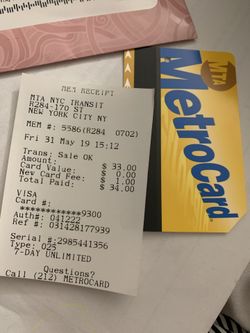 MEM RECEIPT
MTA NYC TRANSIT
R284-170 ST
NEW YORK CITY NY
MEM #: 5586(R284 0702)
Fri 31 May 19 15:12
Trans: Sale OK
Amount: $ 33.00
Card Value: $ 0.00
New Card Fee: $ 1.00
Total Paid: $ 34.00
VISA
Card #:
************9300
Auth#: 041222
Ref #: 031428177939
Serial #:2985441356
Type: 025
7-DAY UNLIMITED
Questions?
Call (212) METROCARD
MTA
MetroCard